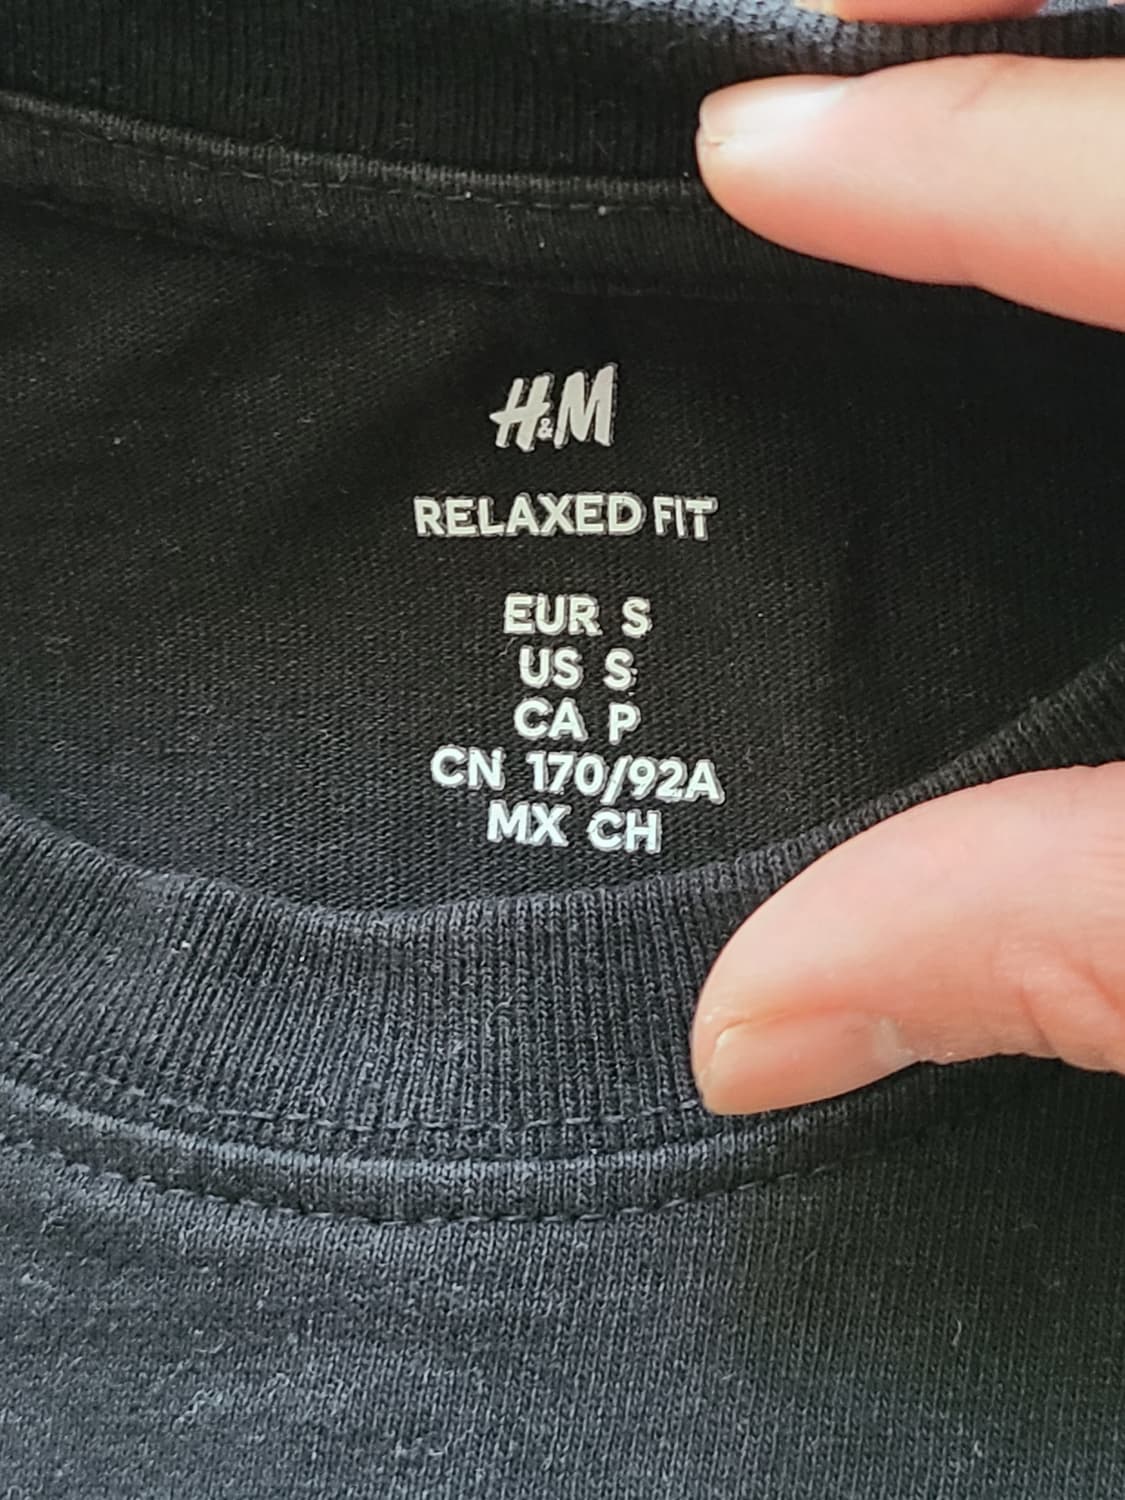 H&M
RELAXED FIT
EUR S
US S
CA P
CN 170/92A
MX CH